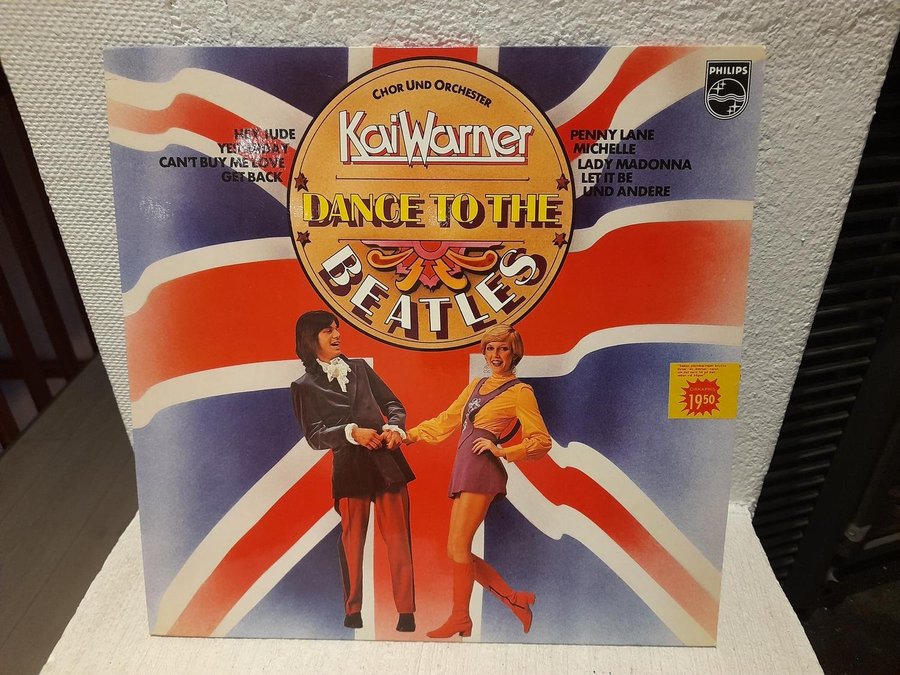 PHILIPS
CHOR UND ORCHESTER
Kai Warner
HEY JUDE
YESTERDAY
CAN'T BUY ME LOVE
GET BACK
PENNY LANE
MICHELLE
LADY MADONNA
LET IT BE
UND ANDERE
DANCE TO THE
BEATLES
CIRKAPRIS
19.50